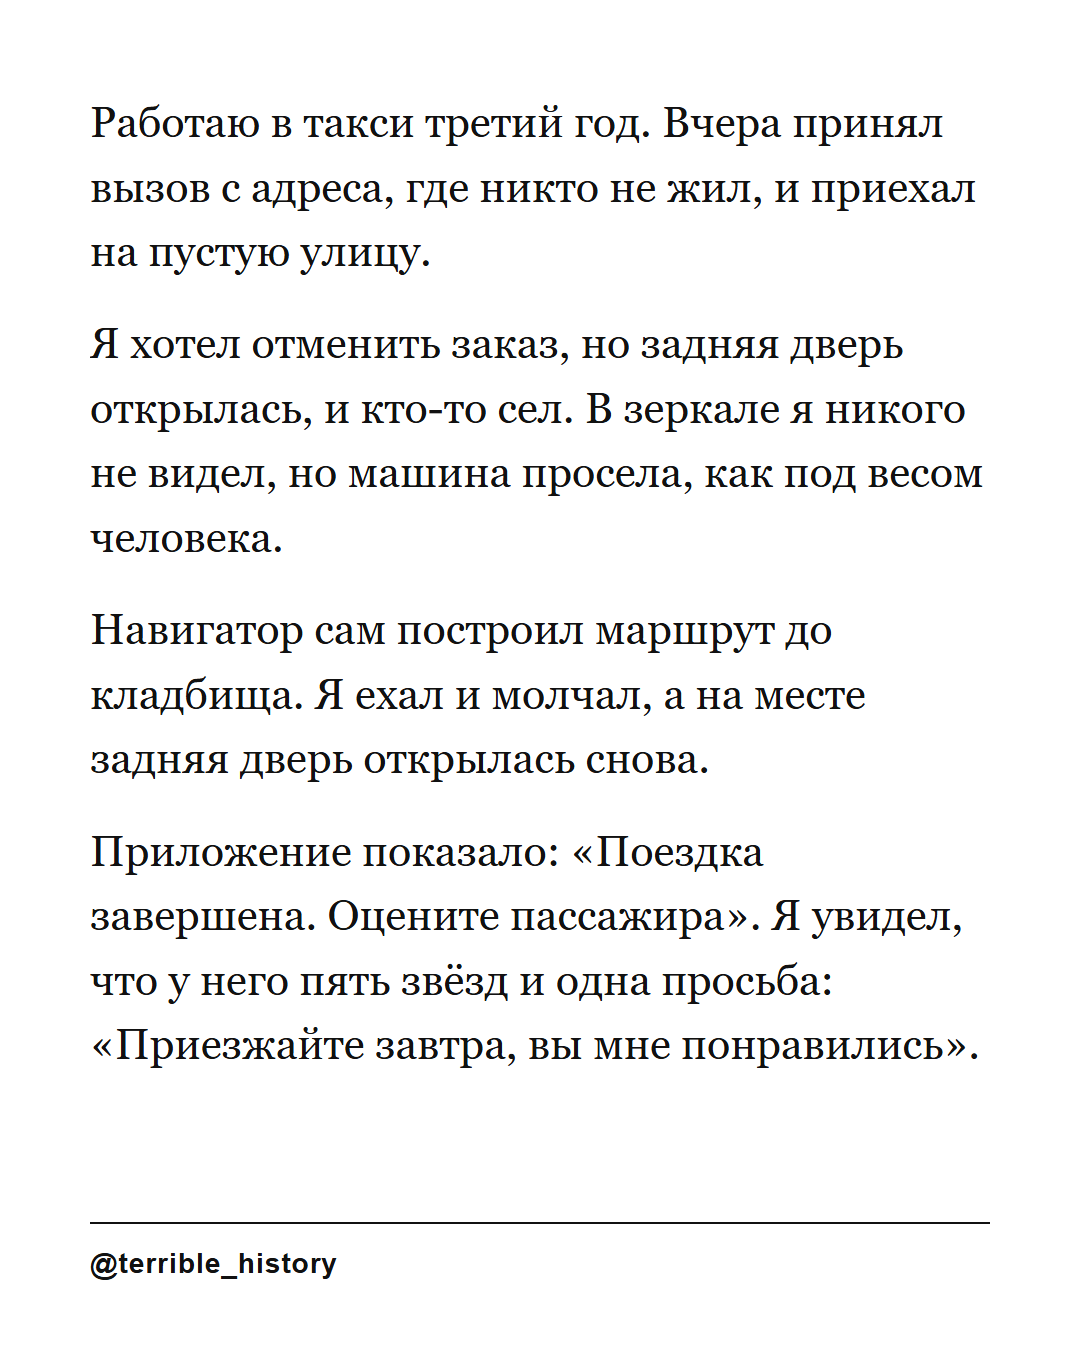 Работаю в такси третий год. Вчера принял
вызов с адреса, где никто не жил, и приехал
на пустую улицу.
Я хотел отменить заказ, но задняя дверь
открылась, и кто-то сел. В зеркале я никого
не видел, но машина просела, как под весом
человека.
Навигатор сам построил маршрут до
кладбища. Я ехал и молчал, а на месте
задняя дверь открылась снова.
Приложение показало: «Поездка
завершена. Оцените пассажира». Я увидел,
что у него пять звёзд и одна просьба:
«Приезжайте завтра, вы мне понравились».
@terrible_history